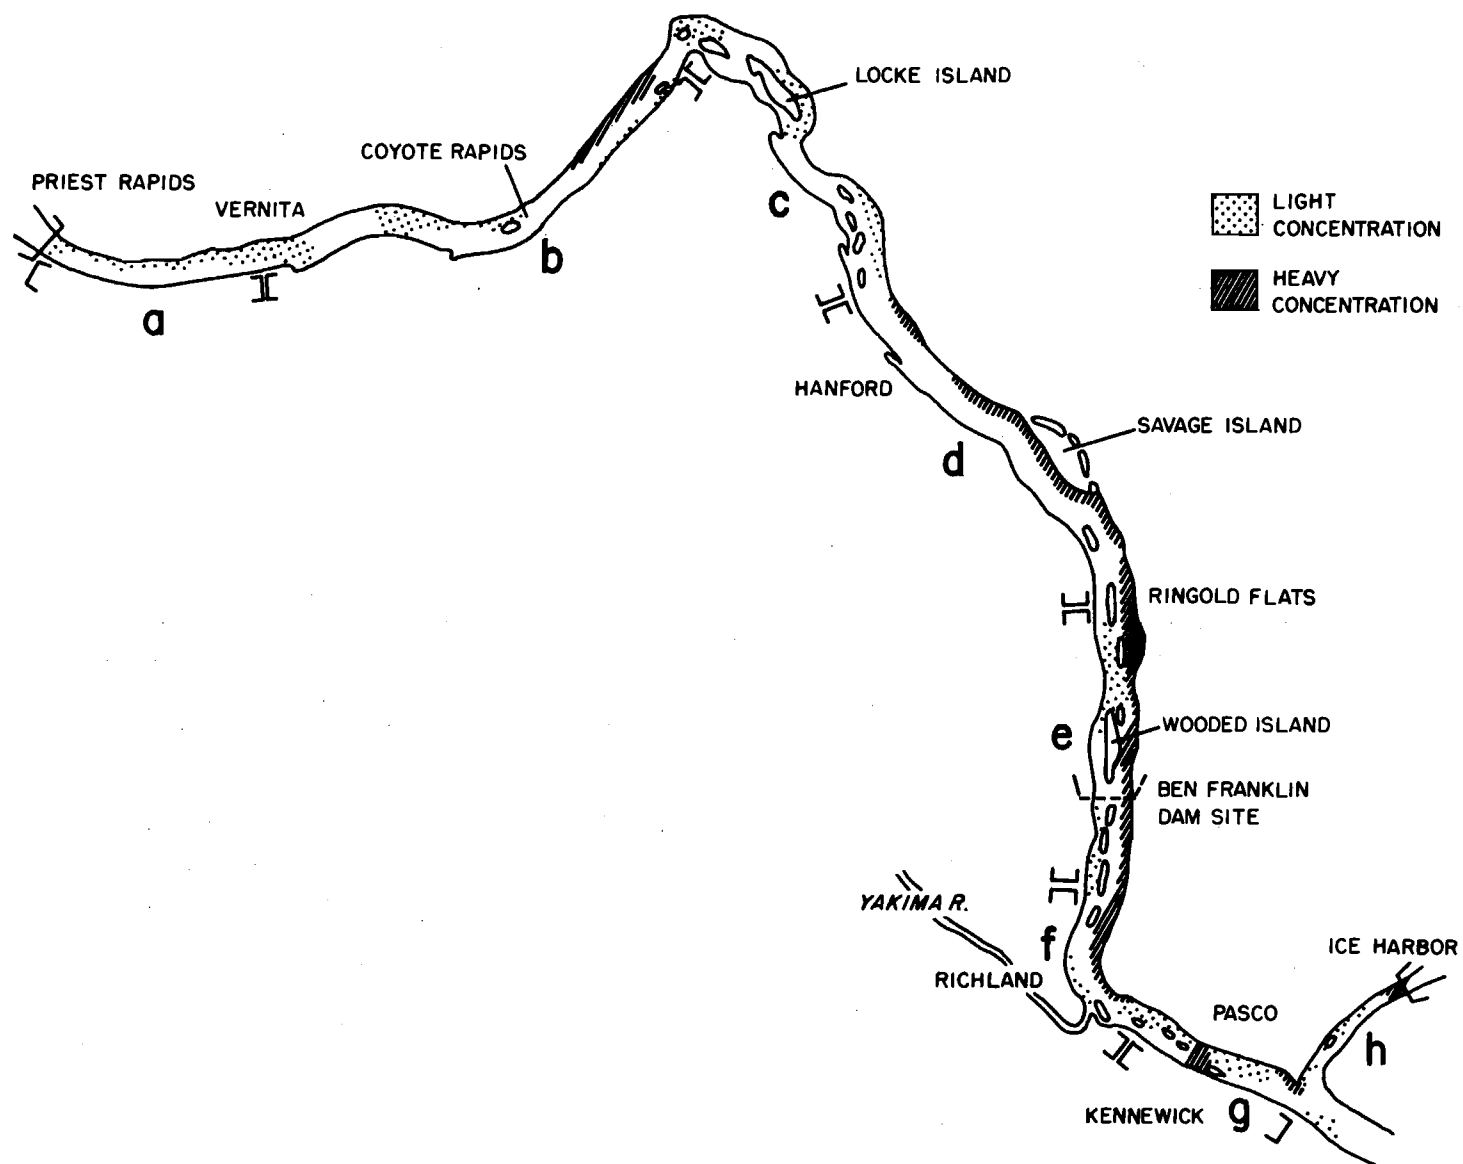 LOCKE ISLAND
COYOTE RAPIDS
PRIEST RAPIDS
VERNITA
c
LIGHT
CONCENTRATION
b
HEAVY
CONCENTRATION
a
HANFORD
SAVAGE ISLAND
d
RINGOLD FLATS
e
WOODED ISLAND
BEN FRANKLIN
DAM SITE
YAKIMA R.
f
ICE HARBOR
RICHLAND
PASCO
h
KENNEWICK
g